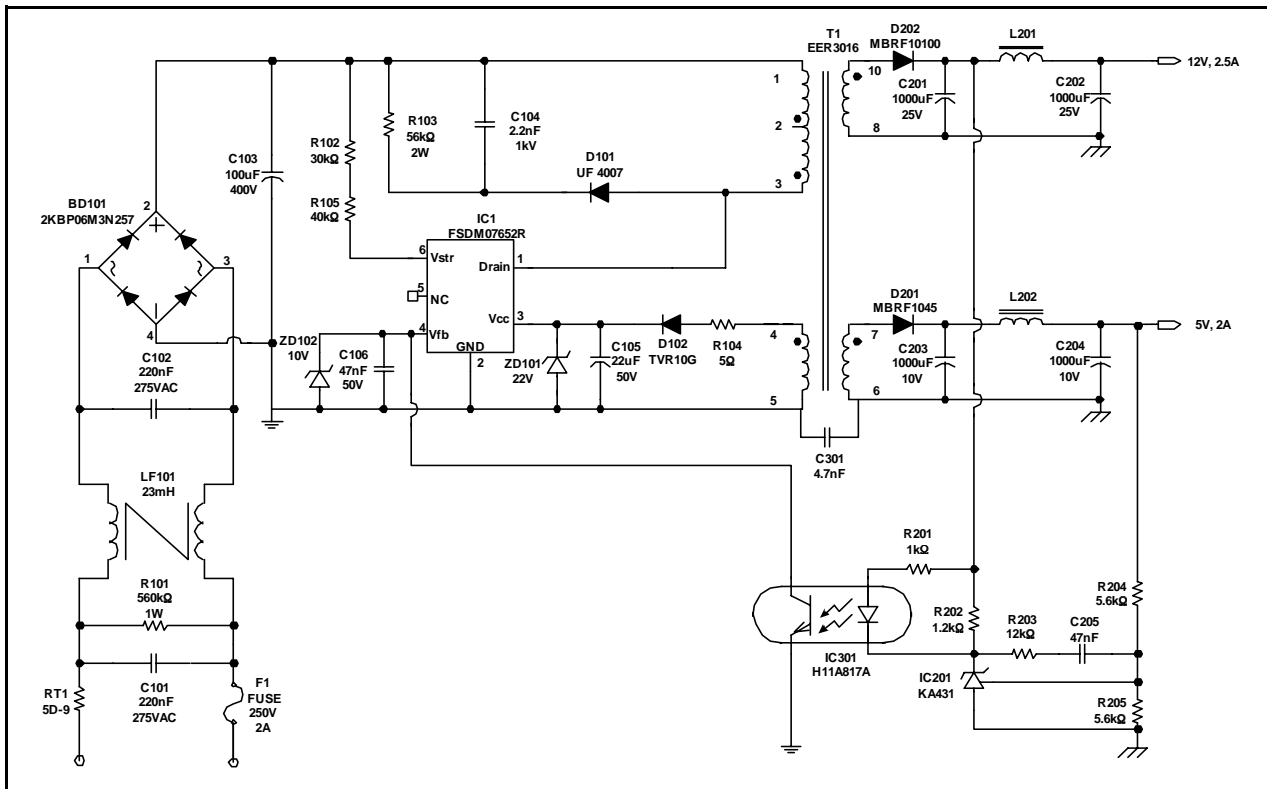 T1
EER3016
D202
MBRF10100
L201
1
10
12V, 2.5A
C201
1000uF
25V
C202
1000uF
25V
R103
56kΩ
2W
C104
2.2nF
1kV
2
8
R102
30kΩ
C103
100uF
400V
D101
UF 4007
3
BD101
2KBP06M3N257
2
R105
40kΩ
IC1
FSDM07652R
1
3
6
Vstr
Drain
1
5
NC
D201
MBRF1045
L202
Vcc
3
4
Vfb
4
7
5V, 2A
4
ZD102
10V
C106
47nF
50V
GND
2
ZD101
22V
C105
22uF
50V
D102
TVR10G
R104
5Ω
C203
1000uF
10V
C204
1000uF
10V
C102
220nF
275VAC
5
6
C301
4.7nF
LF101
23mH
R201
1kΩ
R101
560kΩ
1W
R204
5.6kΩ
R202
1.2kΩ
R203
12kΩ
C205
47nF
IC301
H11A817A
IC201
KA431
RT1
5D-9
C101
220nF
275VAC
F1
FUSE
250V
2A
R205
5.6kΩ